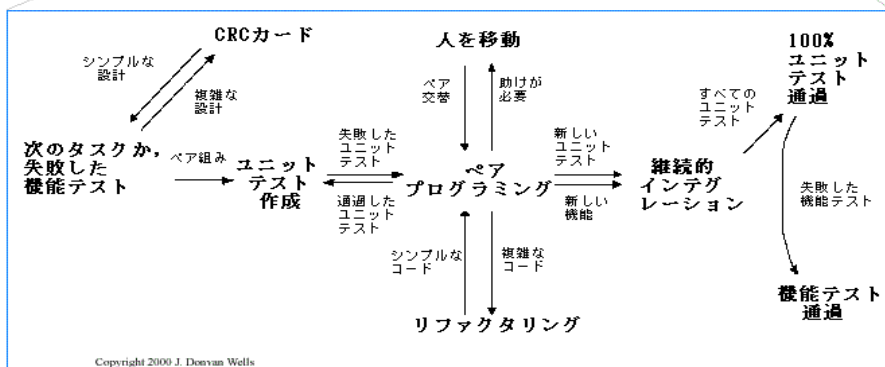 CRCカード
シンプルな
設計
複雑な
設計
次のタスクか,
失敗した
機能テスト
ペア組み
ユニット
テスト
作成
失敗した
ユニット
テスト
通過した
ユニット
テスト
人を移動
ペア
交替
助けが
必要
ペア
プログラミング
シンプルな
コード
複雑な
コード
リファクタリング
新しい
ユニット
テスト
新しい
機能
継続的
インテグ
レーション
すべての
ユニット
テスト
100%
ユニット
テスト
通過
失敗した
機能テスト
機能テスト
通過
Copyright 2000 J. Donvan Wells